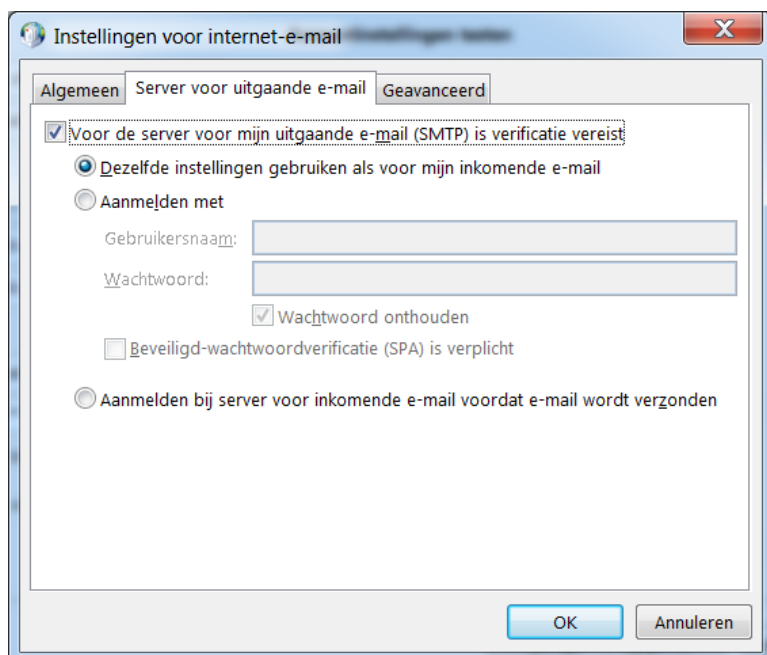 Instellingen voor internet-e-mail
Algemeen
Server voor uitgaande e-mail
Geavanceerd
Voor de server voor mijn uitgaande e-mail (SMTP) is verificatie vereist
Dezelfde instellingen gebruiken als voor mijn inkomende e-mail
Aanmelden met
Gebruikersnaam:
Wachtwoord:
Wachtwoord onthouden
Beveiligd-wachtwoordverificatie (SPA) is verplicht
Aanmelden bij server voor inkomende e-mail voordat e-mail wordt verzonden
OK
Annuleren